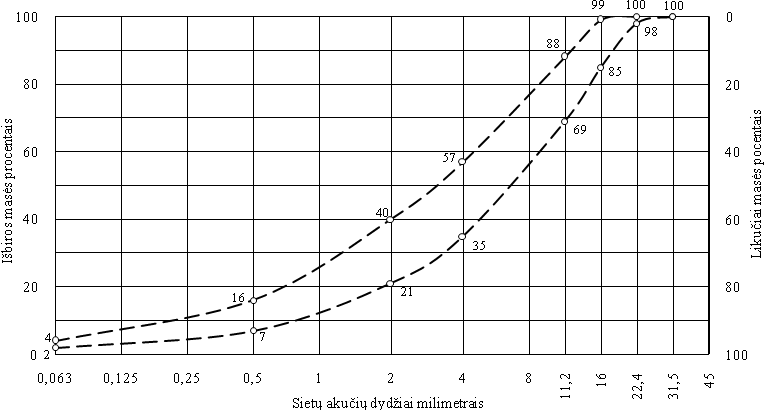 99 100 100
100 0
88
98
80 85 20
69
60 57 40
40 40 60
35
20 21 80
16
7
4
0 2 100
0,063 0,125 0,25 0,5 1 2 4 8 11,2 16 22,4 31,5 45
Sietų akučių dydžiai milimetrais
Išbiros masės procentais
Likučiai masės pocentais